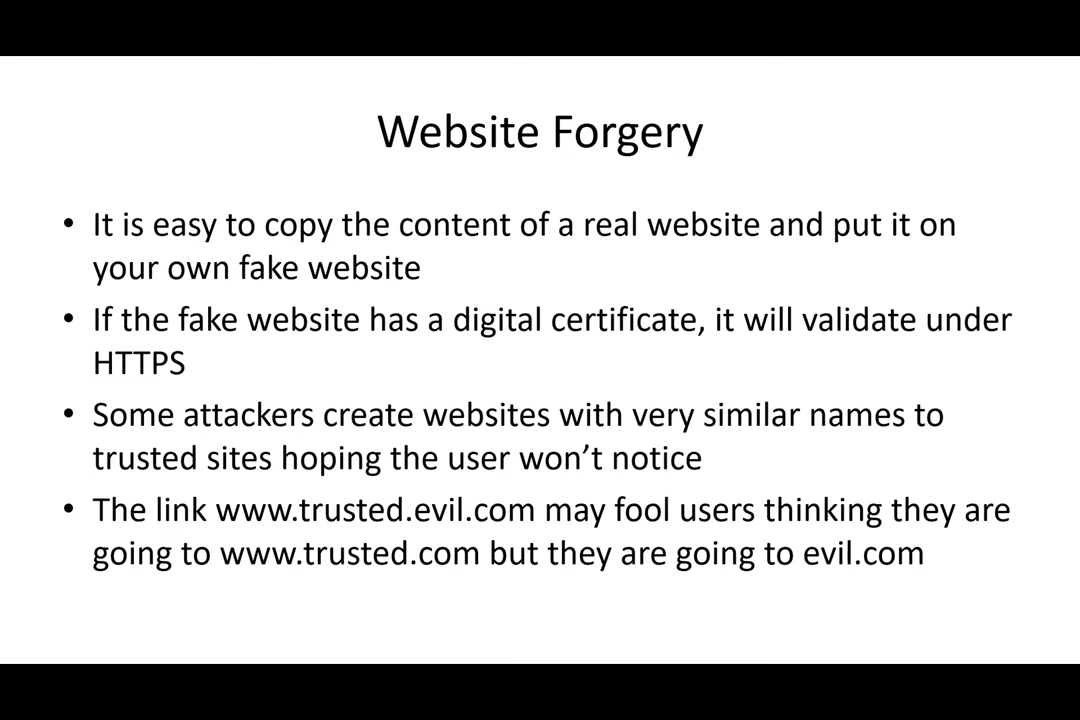 Website Forgery
• It is easy to copy the content of a real website and put it on
your own fake website
• If the fake website has a digital certificate, it will validate under
HTTPS
• Some attackers create websites with very similar names to
trusted sites hoping the user won’t notice
• The link www.trusted.evil.com may fool users thinking they are
going to www.trusted.com but they are going to evil.com